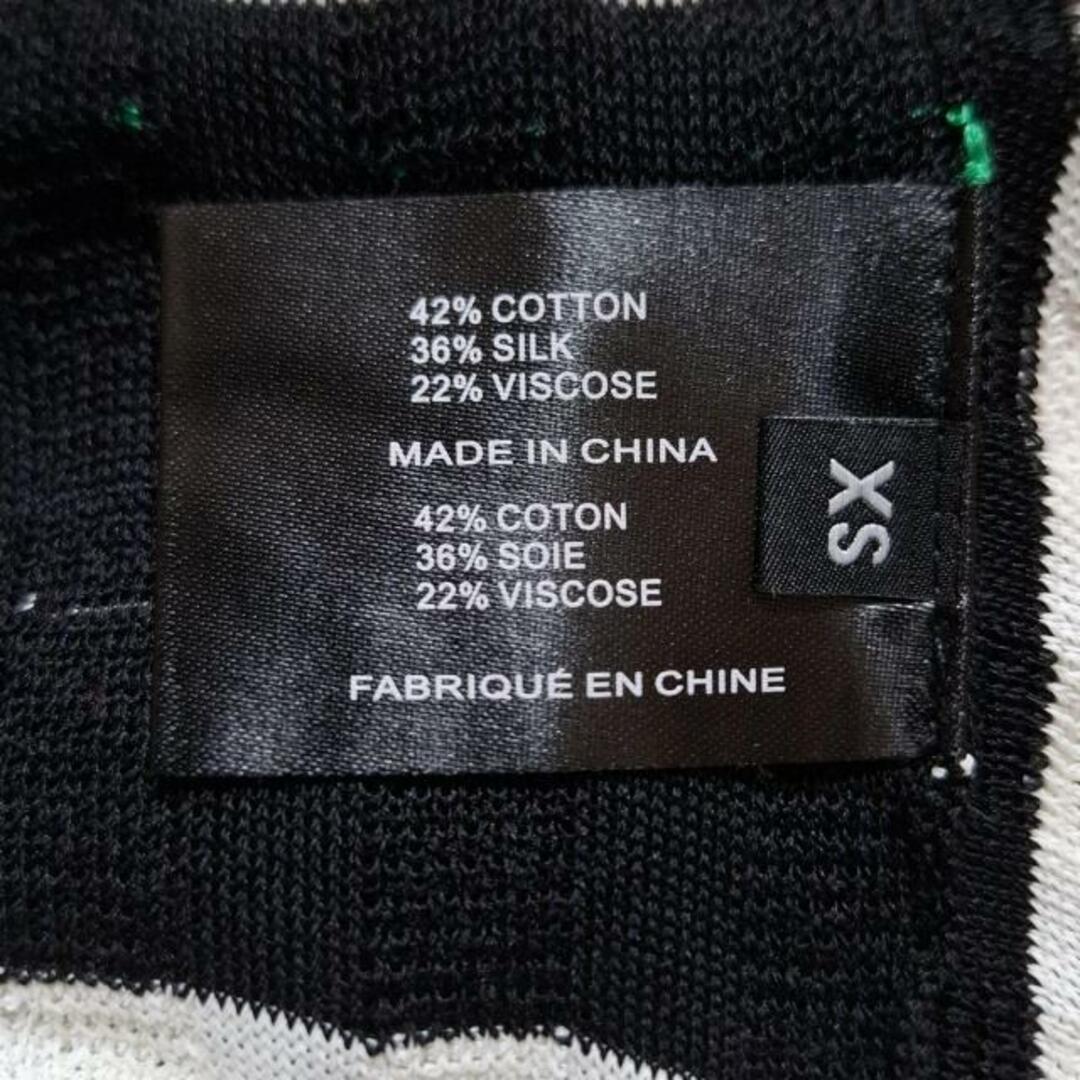 42% COTTON
36% SILK
22% VISCOSE
MADE IN CHINA
42% COTON
36% SOIE
22% VISCOSE
FABRIQUÉ EN CHINE
XS